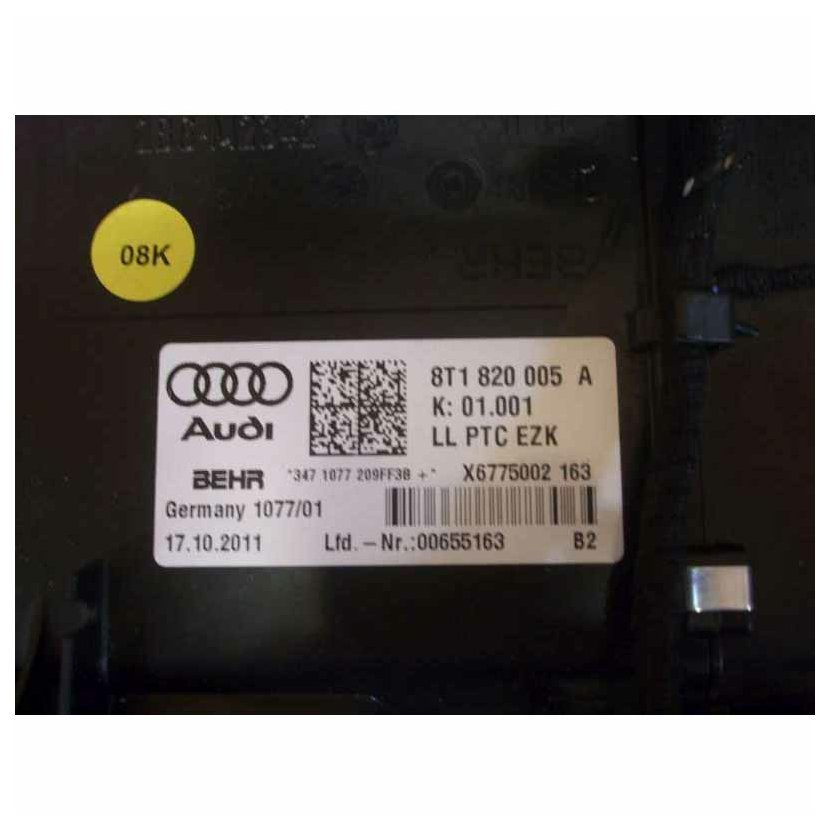 08K
BEHR
Audi
8T1 820 005 A
K: 01.001
LL PTC EZK
BEHR *347 1077 209FF38 +* X6775002 163
Germany 1077/01
17.10.2011 Lfd. -Nr.:00655163 B2